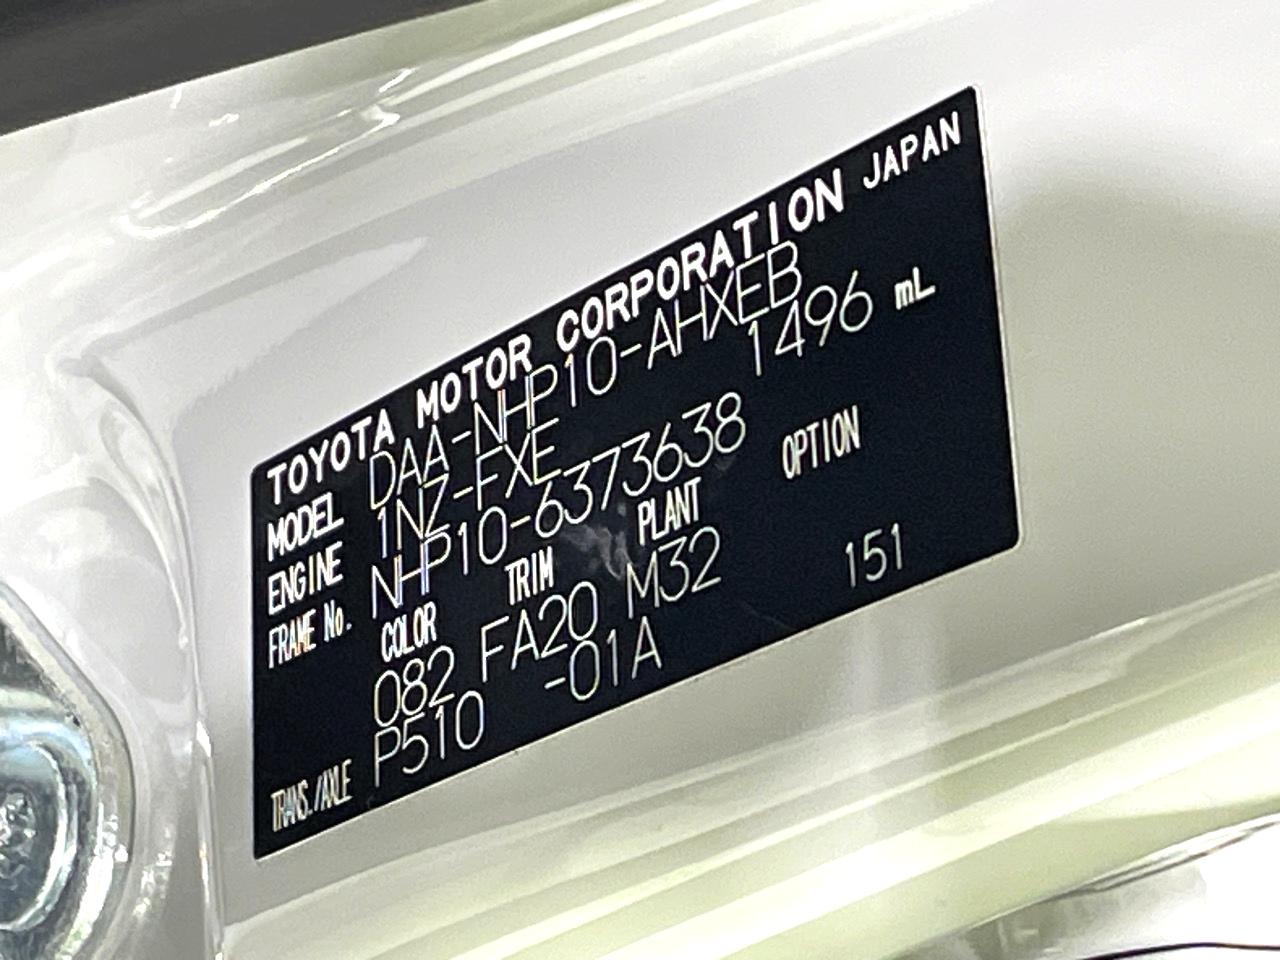 TOYOTA MOTOR CORPORATION JAPAN
MODEL DAA-NHP10-AHXEB
ENGINE 1NZ-FXE 1496 mL
FRAME No. NHP10-6373638
COLOR TRIM PLANT OPTION
082 FA20 M32 151
TRANS./AXLE P510 -01A